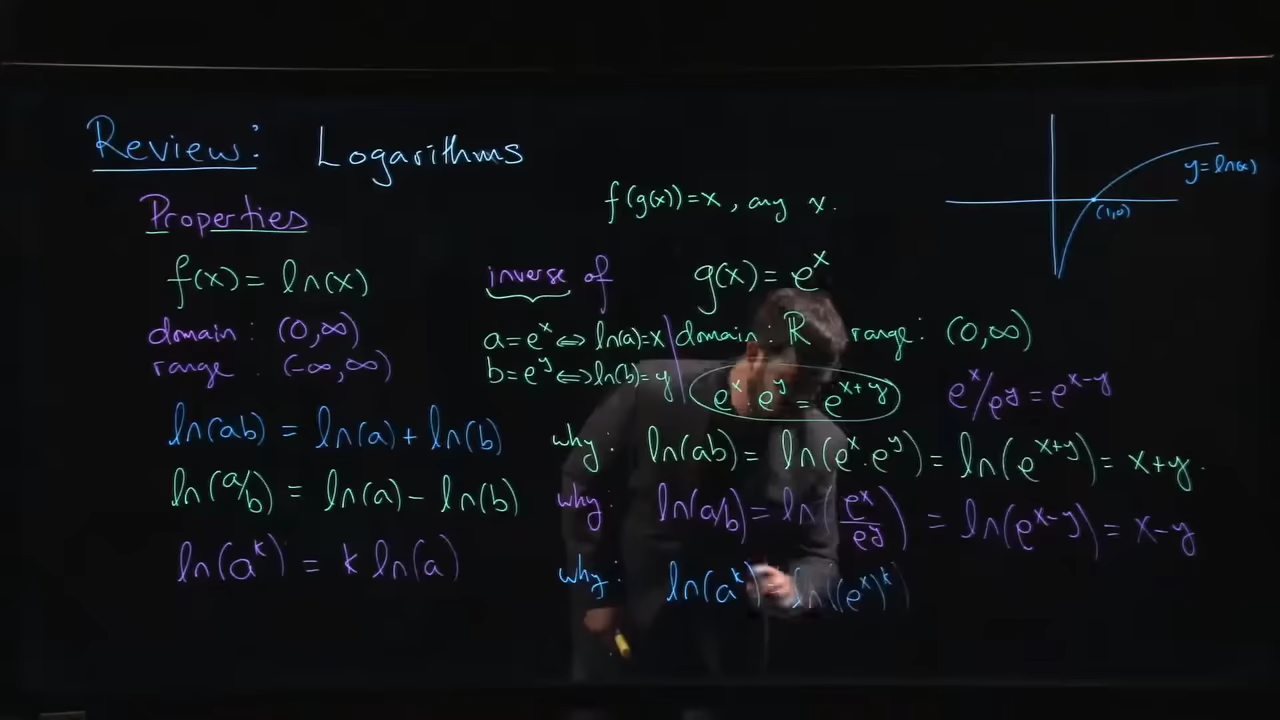 Review: Logarithms
f(g(x))=x, any x.
y=ln(x)
(1,0)
Properties
f(x) = ln(x) inverse of g(x) = e^x
domain: (0,∞) a=e^x ⇔ ln(a)=x domain: ℝ range: (0,∞)
range: (-∞,∞) b=e^y ⇔ ln(b)=y e^x · e^y = e^{x+y} e^x/e^y = e^{x-y}
ln(ab) = ln(a) + ln(b) why: ln(ab) = ln(e^x · e^y) = ln(e^{x+y}) = x+y.
ln(a/b) = ln(a) - ln(b) why: ln(a/b) = ln(e^x/e^y) = ln(e^{x-y}) = x-y
ln(a^k) = k ln(a) why: ln(a^k) = ln((e^x)^k)